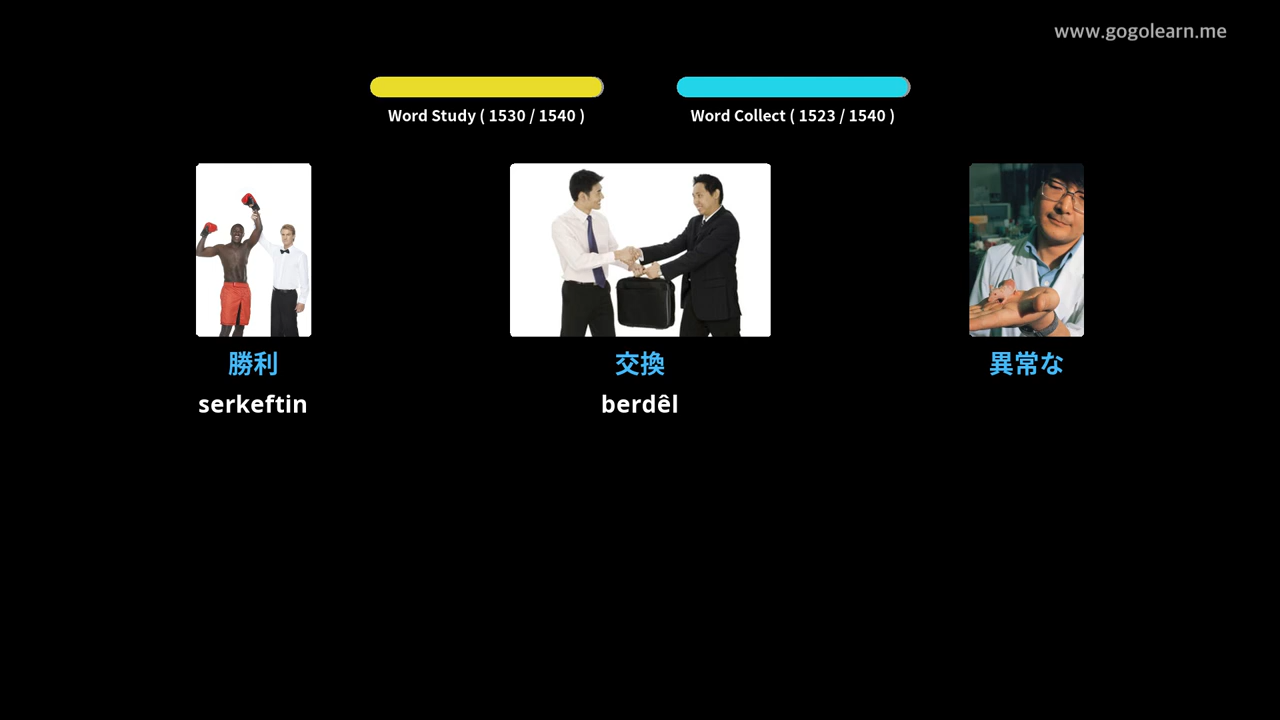 www.gogolearn.me
Word Study ( 1530 / 1540 )
Word Collect ( 1523 / 1540 )
勝利
交換
異常な
serkeftin
berdêl